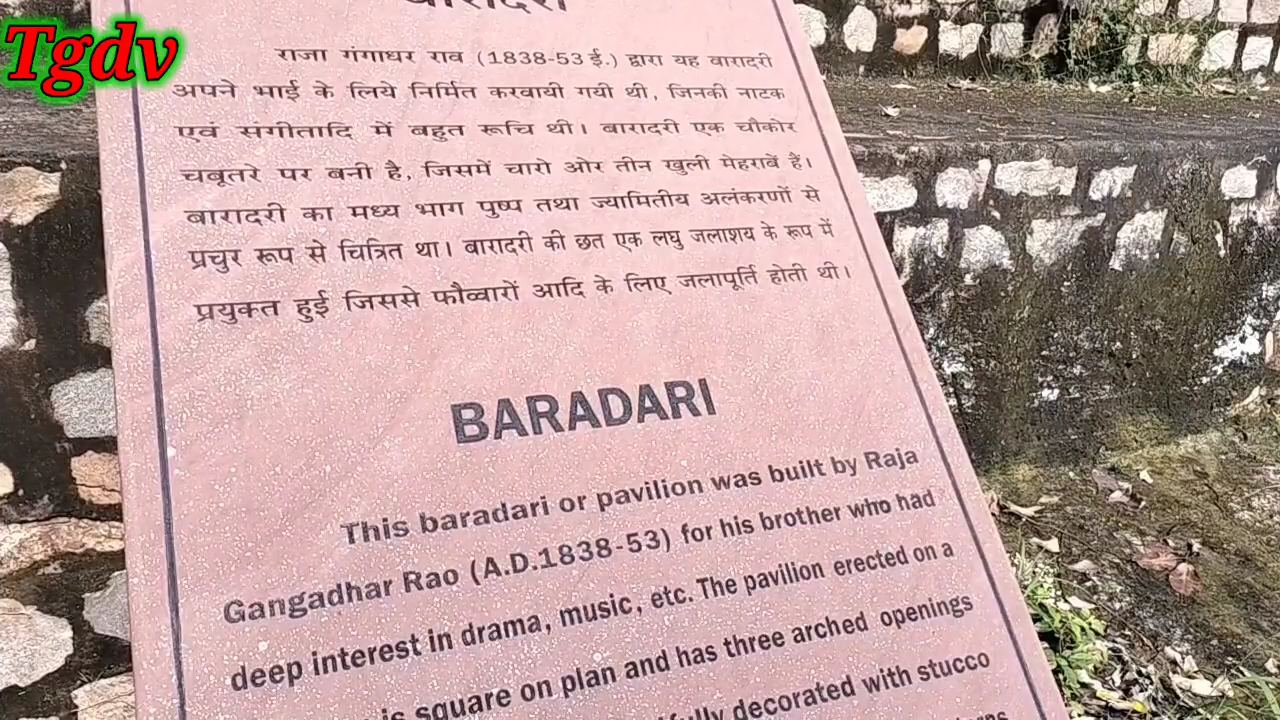 Tgdv
बारादरी
राजा गंगाधर राव (1838-53 ई.) द्वारा यह बारादरी
अपने भाई के लिये निर्मित करवायी गयी थी, जिनकी नाटक
एवं संगीतादि में बहुत रूचि थी। बारादरी एक चौकोर
चबूतरे पर बनी है, जिसमें चारो ओर तीन खुली मेहरावें हैं।
बारादरी का मध्य भाग पुष्प तथा ज्यामितीय अलंकरणों से
प्रचुर रूप से चित्रित था। बारादरी की छत एक लघु जलाशय के रूप में
प्रयुक्त हुई जिससे फौव्वारों आदि के लिए जलापूर्ति होती थी।
BARADARI
This baradari or pavilion was built by Raja
Gangadhar Rao (A.D.1838-53) for his brother who had
deep interest in drama, music, etc. The pavilion erected on a
is square on plan and has three arched openings
decorated with stucco